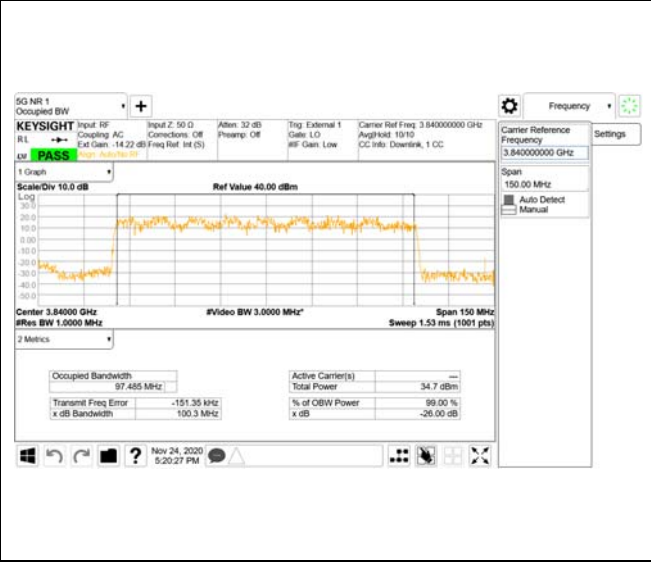 5G NR 1
Occupied BW
Frequency
KEYSIGHT
Input: RF
Input Z: 50 Ω
Atten: 32 dB
Trig: External 1
Carrier Ref Freq: 3.840000000 GHz
R L
Coupling: AC
Corrections: Off
Preamp: Off
Gate: LO
Avg|Hold: 10/10
Ext Gain: -14.22 dB
Freq Ref: Int (S)
#IF Gain: Low
CC Info: Downlink, 1 CC
PASS
Align: Auto/No RF
Carrier Reference
Frequency
3.840000000 GHz
Settings
Span
150.00 MHz
Auto Detect
Manual
1 Graph
Scale/Div 10.0 dB
Ref Value 40.00 dBm
Log
30.0
20.0
10.0
0.00
-10.0
-20.0
-30.0
-40.0
-50.0
Center 3.84000 GHz
#Video BW 3.0000 MHz*
Span 150 MHz
#Res BW 1.0000 MHz
Sweep 1.53 ms (1001 pts)
2 Metrics
Occupied Bandwidth
97.485 MHz
Active Carrier(s)
---
Total Power
34.7 dBm
Transmit Freq Error
-151.35 kHz
% of OBW Power
99.00 %
x dB Bandwidth
100.3 MHz
x dB
-26.00 dB
?
Nov 24, 2020
5:20:27 PM